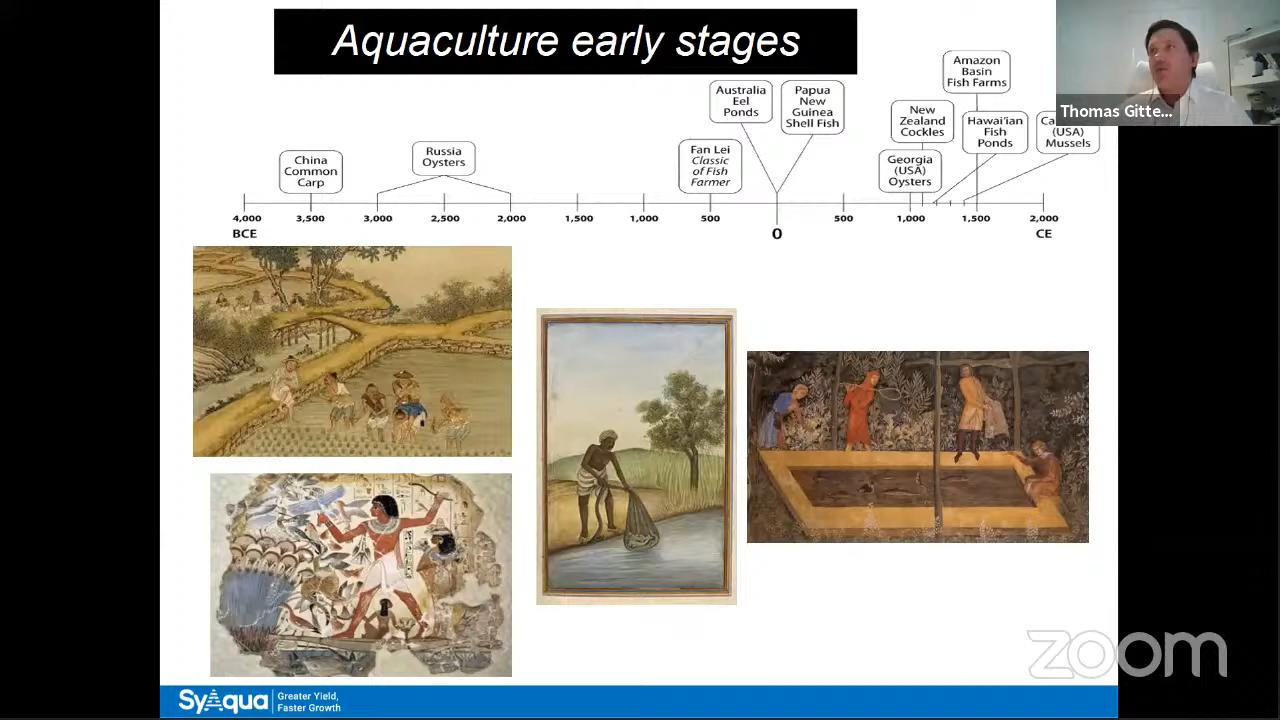 Aquaculture early stages
Thomas Gitte...
Amazon
Basin
Fish Farms
Australia
Eel
Ponds
Papua
New
Guinea
Shell Fish
New
Zealand
Cockles
Hawai'ian
Fish
Ponds
(USA)
Mussels
China
Common
Carp
Russia
Oysters
Fan Lei
Classic
of Fish
Farmer
Georgia
(USA)
Oysters
4,000 3,500 3,000 2,500 2,000 1,500 1,000 500 0 500 1,000 1,500 2,000
BCE CE
zoom
SyAqua
Greater Yield,
Faster Growth